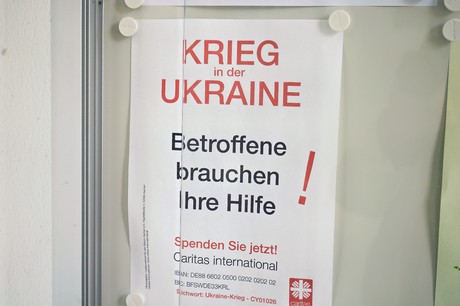 KRIEG
in der
UKRAINE
Betroffene
brauchen
Ihre Hilfe
!
Spenden Sie jetzt!
Caritas international
IBAN: DE88 6602 0500 0202 0202 02
BIC: BFSWDE33KRL
Stichwort: Ukraine-Krieg - CY01026
caritas